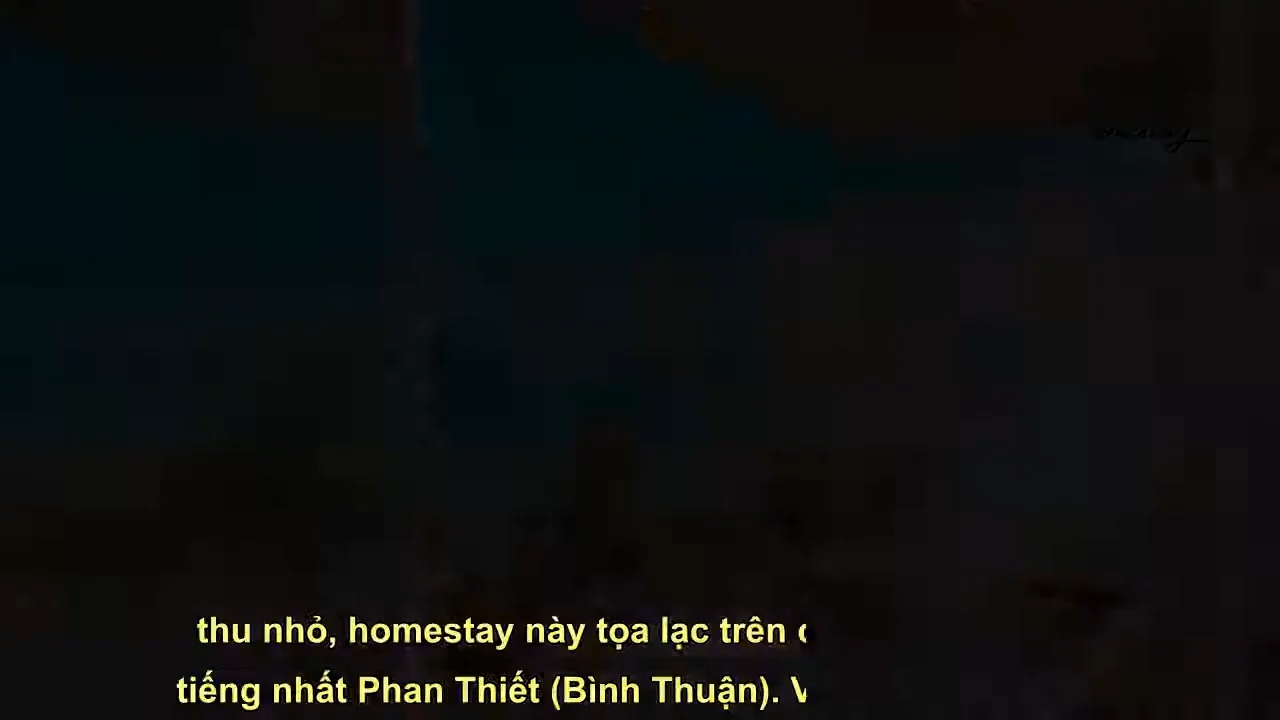 thu nhỏ, homestay này tọa lạc trên
tiếng nhất Phan Thiết (Bình Thuận).